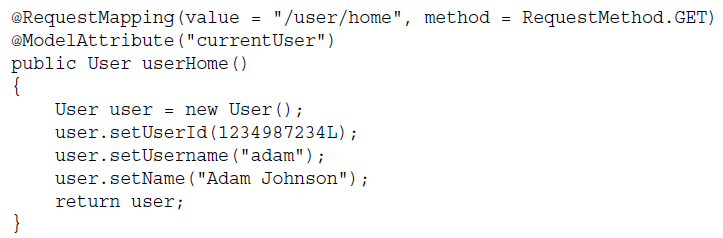 @RequestMapping(value = "/user/home", method = RequestMethod.GET)
@ModelAttribute("currentUser")
public User userHome()
{
    User user = new User();
    user.setUserId(1234987234L);
    user.setUsername("adam");
    user.setName("Adam Johnson");
    return user;
}